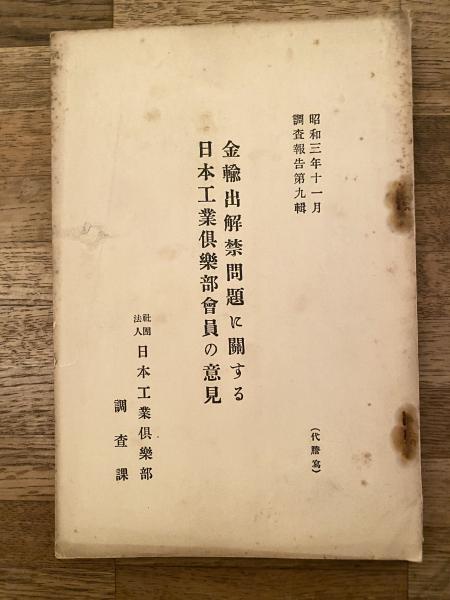 昭和三年十一月
調査報告第九輯
(代謄寫)
金輸出解禁問題に關する
日本工業倶樂部會員の意見
社團法人 日本工業倶樂部
調査課